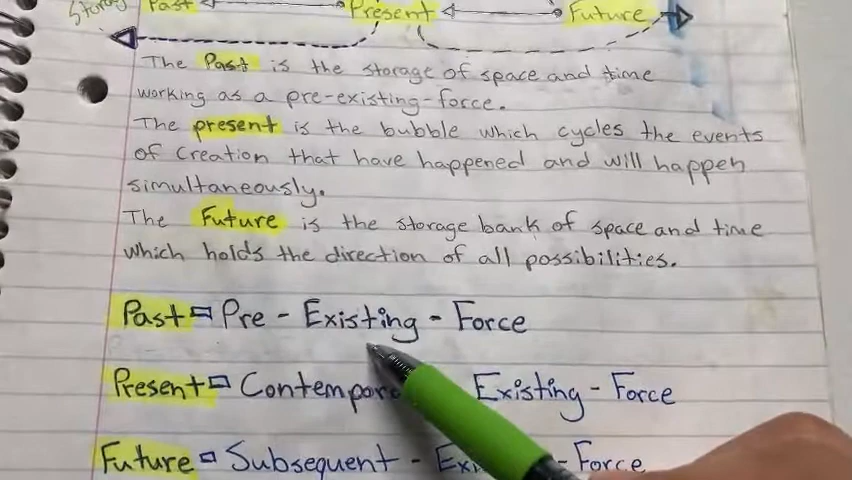 Storage Past Present Future
The Past is the storage of space and time
working as a pre-existing-force.
The present is the bubble which cycles the events
of creation that have happened and will happen
simultaneously.
The Future is the storage bank of space and time
which holds the direction of all possibilities.
Past = Pre - Existing - Force
Present = Existing - Force
Future = Subsequent - - Force